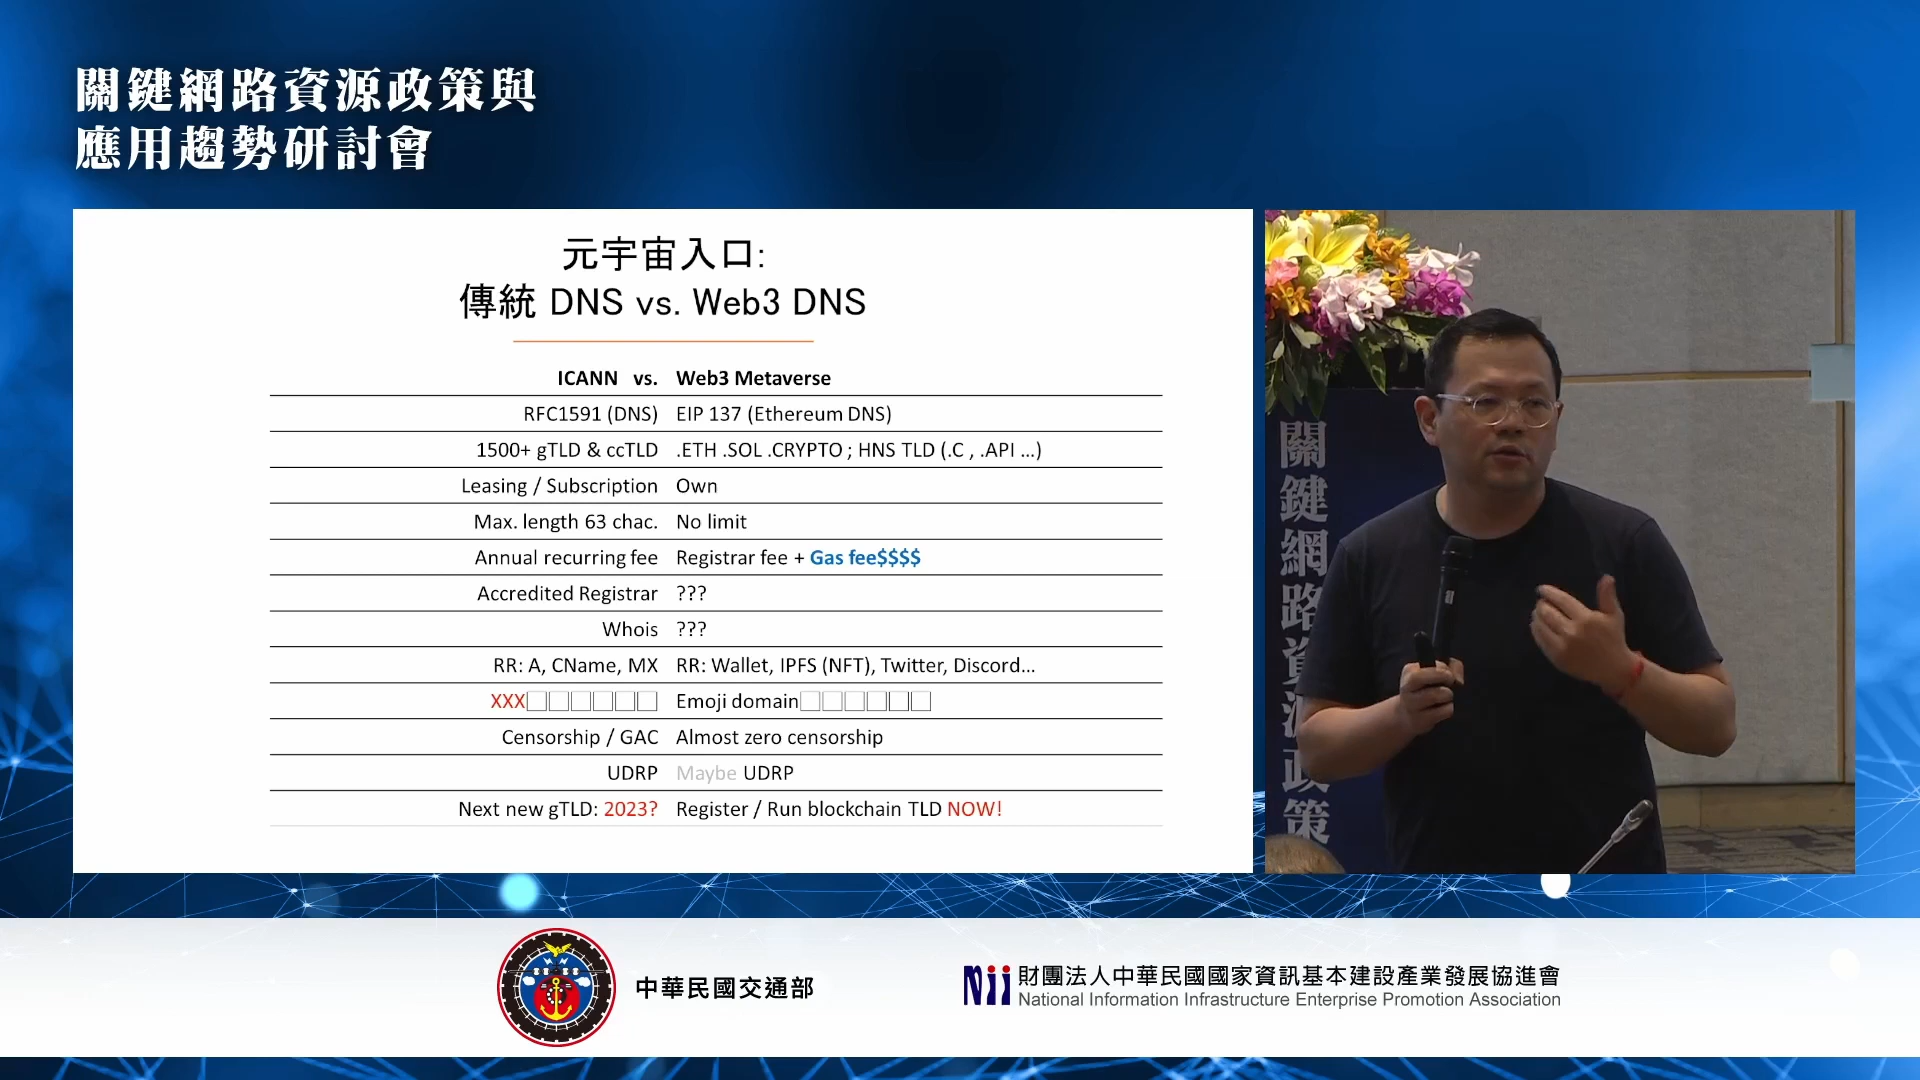 關鍵網路資源政策與
應用趨勢研討會
元宇宙入口:
傳統 DNS vs. Web3 DNS
ICANN vs. Web3 Metaverse
RFC1591 (DNS) EIP 137 (Ethereum DNS)
1500+ gTLD & ccTLD .ETH .SOL .CRYPTO ; HNS TLD (.C , .API ...)
Leasing / Subscription Own
Max. length 63 chac. No limit
Annual recurring fee Registrar fee + Gas fee$$$$
Accredited Registrar ???
Whois ???
RR: A, CName, MX RR: Wallet, IPFS (NFT), Twitter, Discord...
XXX□□□□□□ Emoji domain□□□□□□
Censorship / GAC Almost zero censorship
UDRP Maybe UDRP
Next new gTLD: 2023? Register / Run blockchain TLD NOW!
關鍵網路資源政策
中華民國交通部
Nii 財團法人中華民國國家資訊基本建設產業發展協進會
National Information Infrastructure Enterprise Promotion Association